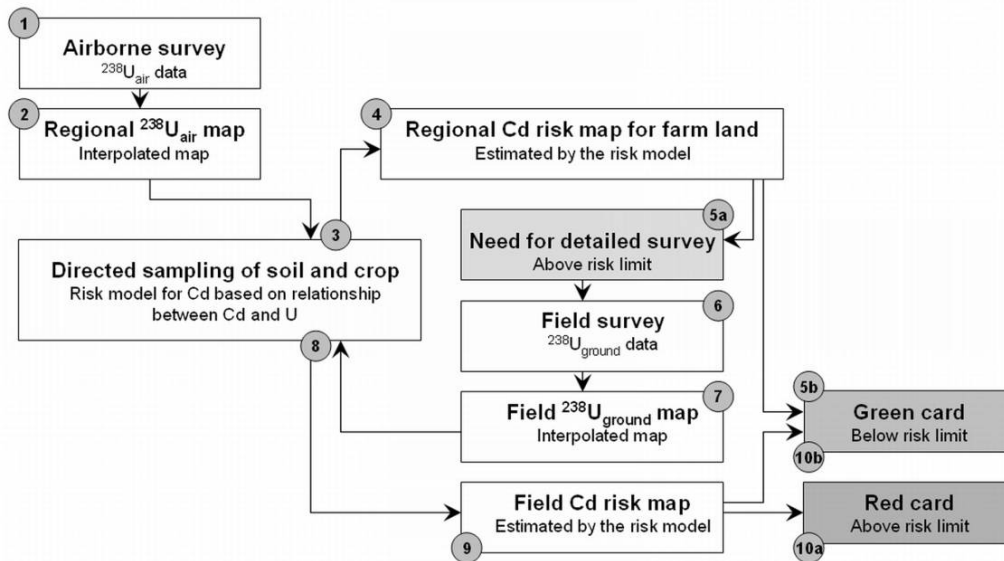 1
Airborne survey
²³⁸U_air data
2
Regional ²³⁸U_air map
Interpolated map
3
Directed sampling of soil and crop
Risk model for Cd based on relationship
between Cd and U
8
4
Regional Cd risk map for farm land
Estimated by the risk model
5a
Need for detailed survey
Above risk limit
6
Field survey
²³⁸U_ground data
7
Field ²³⁸U_ground map
Interpolated map
Field Cd risk map
Estimated by the risk model
9
5b
Green card
Below risk limit
10b
Red card
Above risk limit
10a